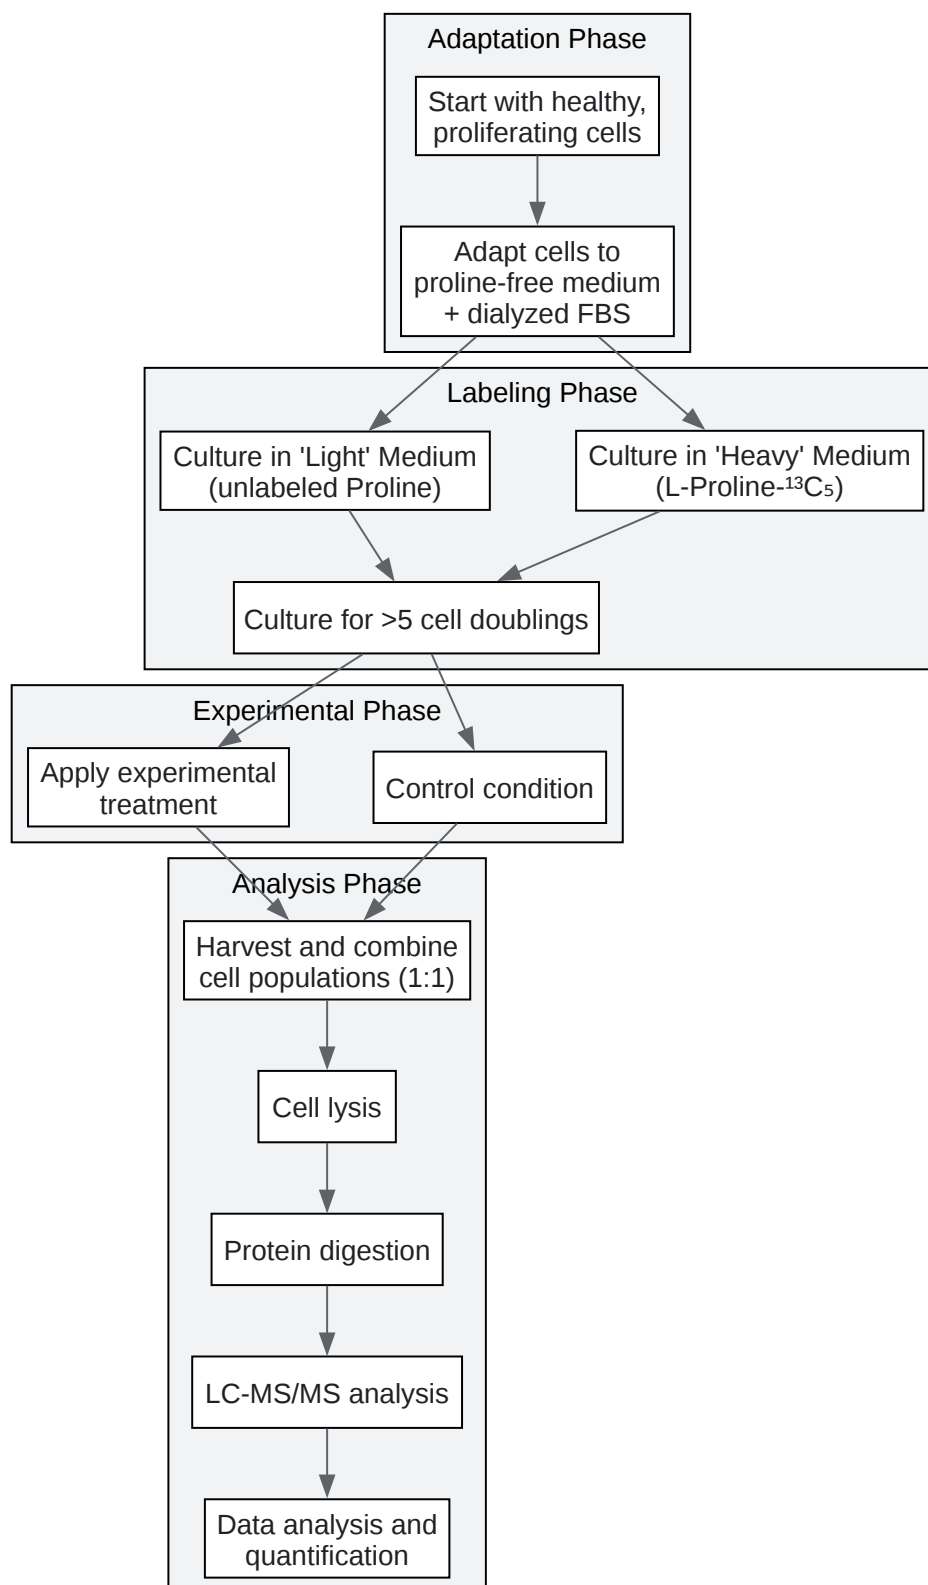 Adaptation Phase
Start with healthy,
proliferating cells
Adapt cells to
proline-free medium
+ dialyzed FBS
Labeling Phase
Culture in 'Light' Medium
(unlabeled Proline)
Culture in 'Heavy' Medium
(L-Proline-¹³C₅)
Culture for >5 cell doublings
Experimental Phase
Apply experimental
treatment
Control condition
Analysis Phase
Harvest and combine
cell populations (1:1)
Cell lysis
Protein digestion
LC-MS/MS analysis
Data analysis and
quantification